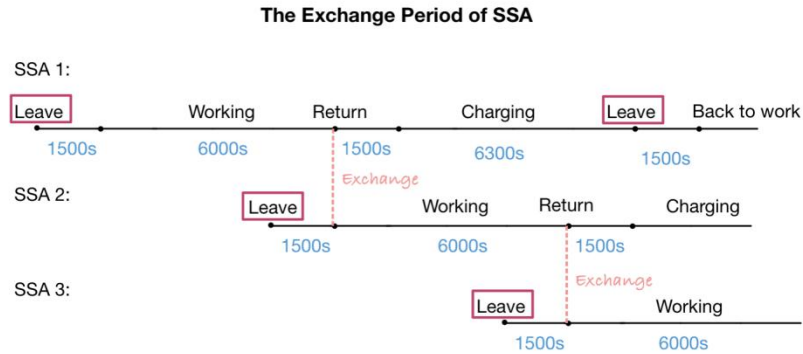 The Exchange Period of SSA
SSA 1:
Leave Working Return Charging Leave Back to work
1500s 6000s 1500s 6300s 1500s
Exchange
SSA 2:
Leave Working Return Charging
1500s 6000s 1500s
Exchange
SSA 3:
Leave Working
1500s 6000s